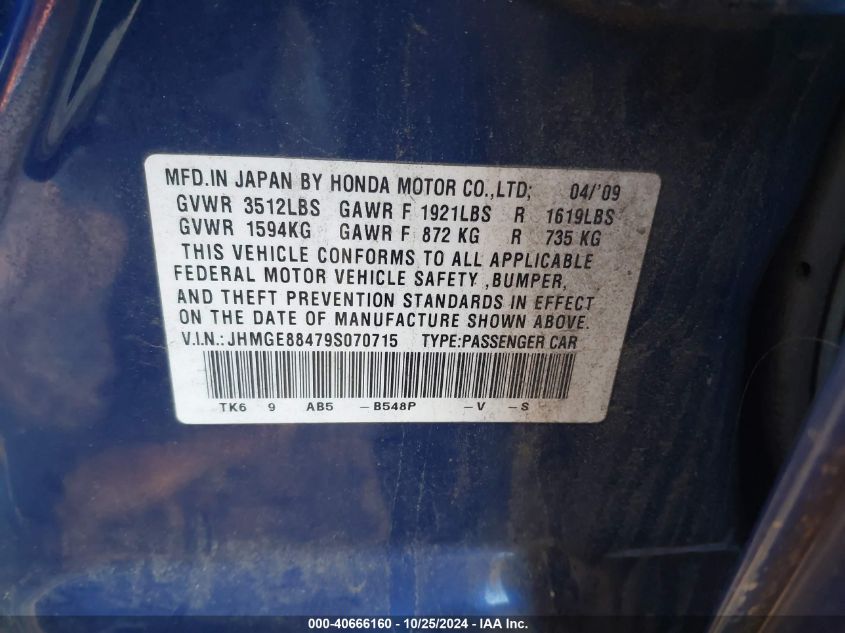 MFD.IN JAPAN BY HONDA MOTOR CO.,LTD; 04/'09
GVWR 3512LBS GAWR F 1921LBS R 1619LBS
GVWR 1594KG GAWR F 872 KG R 735 KG
THIS VEHICLE CONFORMS TO ALL APPLICABLE
FEDERAL MOTOR VEHICLE SAFETY ,BUMPER,
AND THEFT PREVENTION STANDARDS IN EFFECT
ON THE DATE OF MANUFACTURE SHOWN ABOVE.
V.I.N.:JHMGE88479S070715 TYPE:PASSENGER CAR
TK6 9 AB5 -B548P -V -S
000-40666160 - 10/25/2024 - IAA Inc.